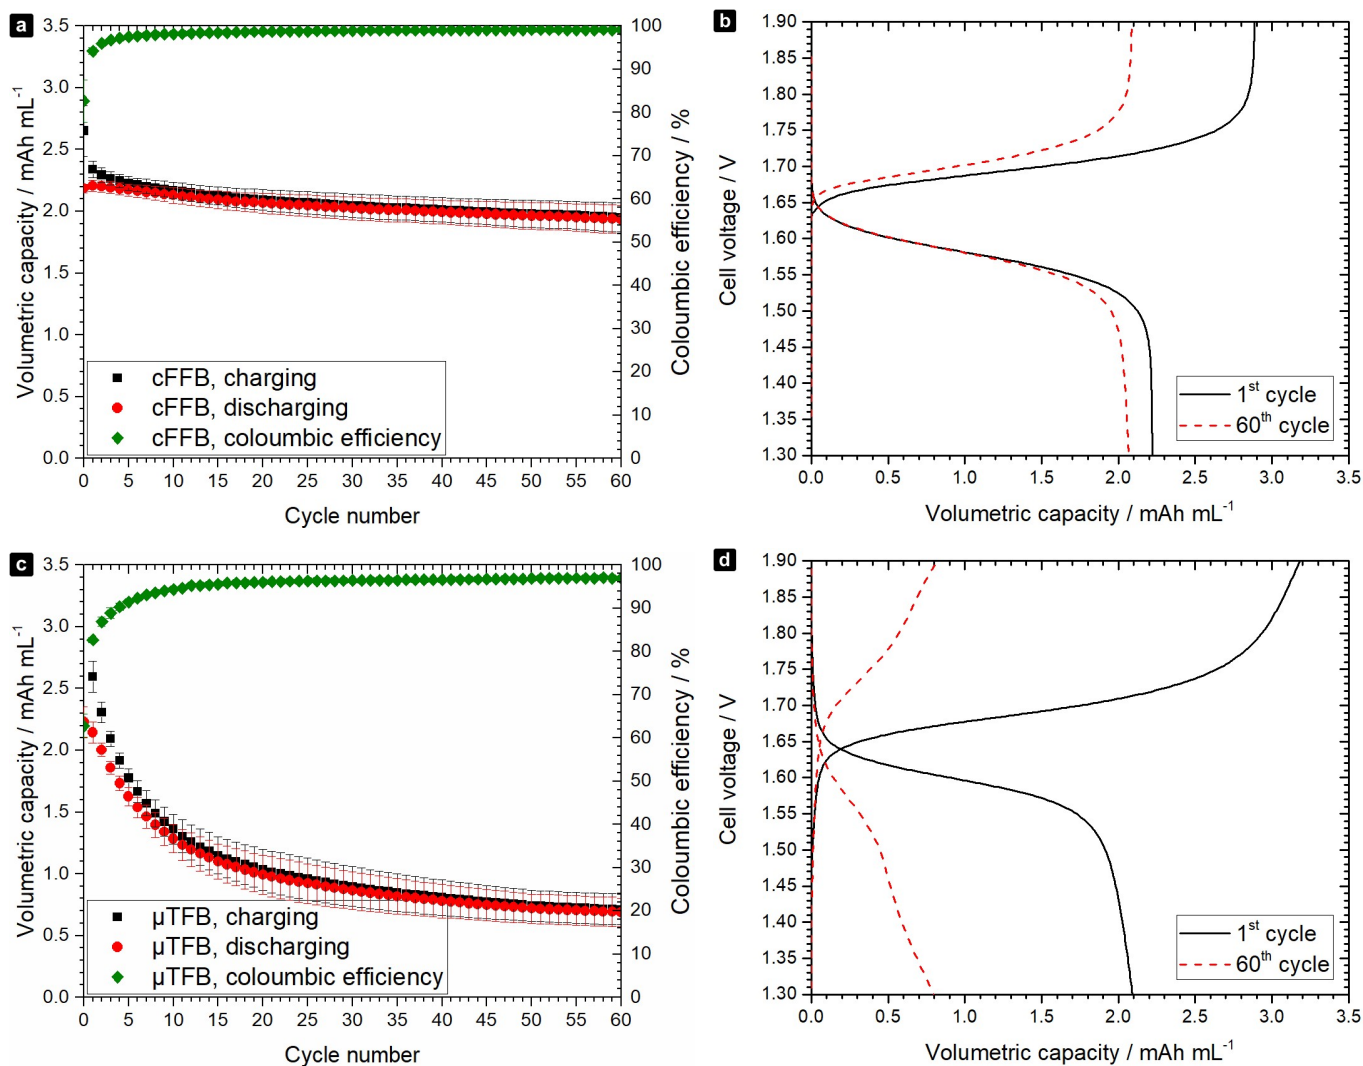 a
3.5
3.0
2.5
2.0
1.5
1.0
0.5
0.0
Volumetric capacity / mAh mL-1
100
90
80
70
60
50
40
30
20
10
0
Coloumbic efficiency / %
cFFB, charging
cFFB, discharging
cFFB, coloumbic efficiency
0 5 10 15 20 25 30 35 40 45 50 55 60
Cycle number
b
1.90
1.85
1.80
1.75
1.70
1.65
1.60
1.55
1.50
1.45
1.40
1.35
1.30
Cell voltage / V
1st cycle
60th cycle
0.0 0.5 1.0 1.5 2.0 2.5 3.0 3.5
Volumetric capacity / mAh mL-1
c
3.5
3.0
2.5
2.0
1.5
1.0
0.5
0.0
Volumetric capacity / mAh mL-1
100
90
80
70
60
50
40
30
20
10
0
Coloumbic efficiency / %
µTFB, charging
µTFB, discharging
µTFB, coloumbic efficiency
0 5 10 15 20 25 30 35 40 45 50 55 60
Cycle number
d
1.90
1.85
1.80
1.75
1.70
1.65
1.60
1.55
1.50
1.45
1.40
1.35
1.30
Cell voltage / V
1st cycle
60th cycle
0.0 0.5 1.0 1.5 2.0 2.5 3.0 3.5
Volumetric capacity / mAh mL-1